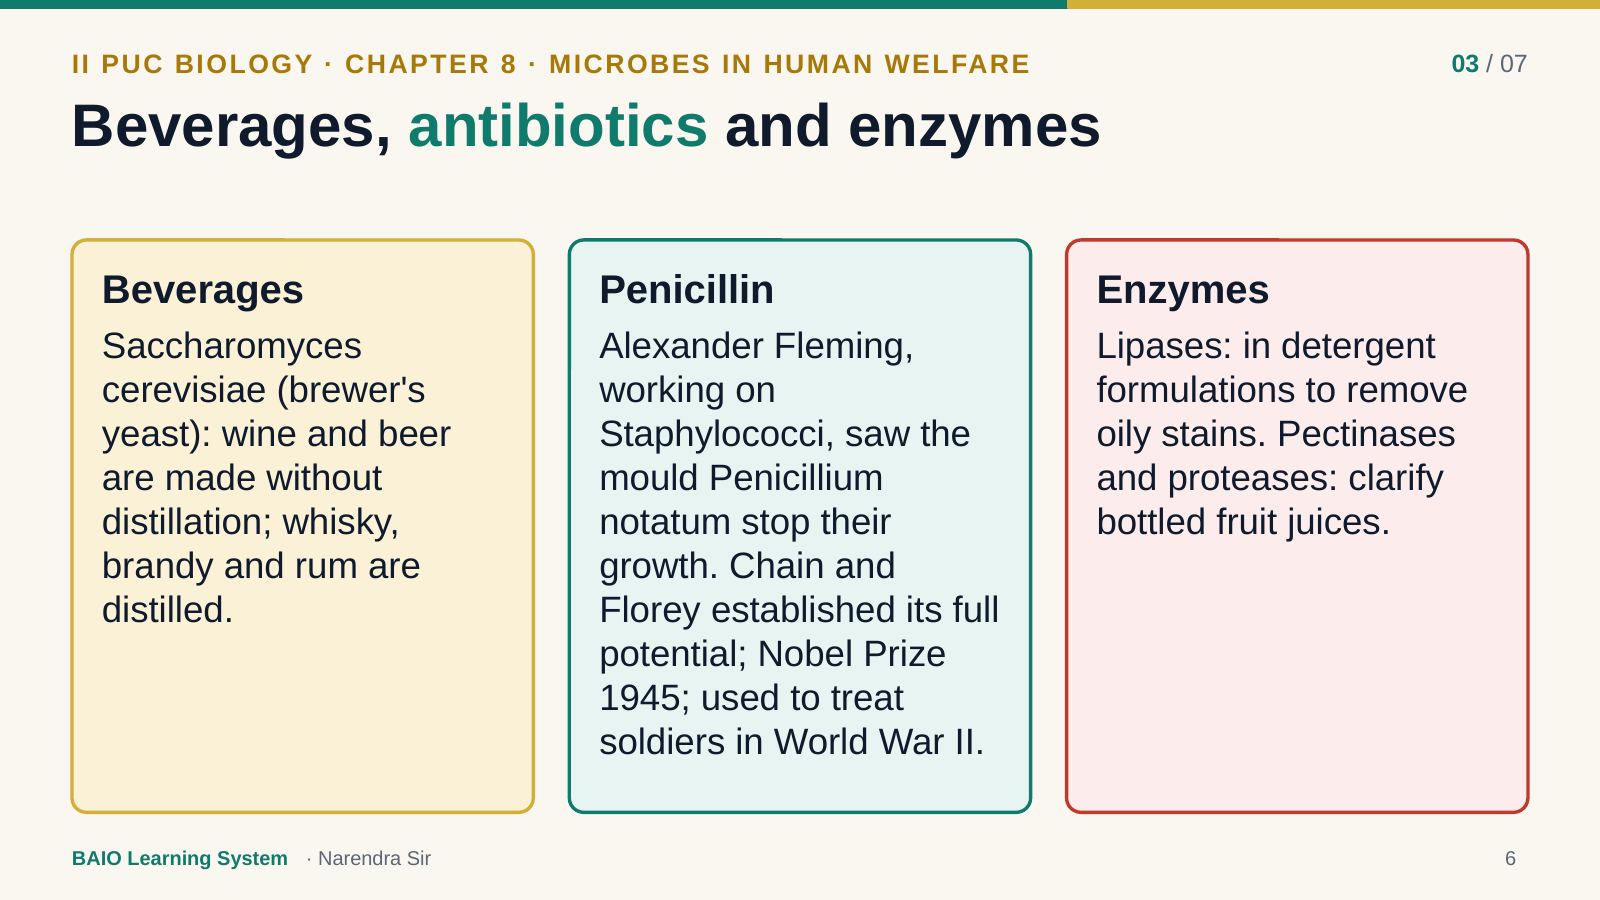 II PUC BIOLOGY · CHAPTER 8 · MICROBES IN HUMAN WELFARE
03 / 07
Beverages, antibiotics and enzymes
Beverages
Saccharomyces
cerevisiae (brewer's
yeast): wine and beer
are made without
distillation; whisky,
brandy and rum are
distilled.
Penicillin
Alexander Fleming,
working on
Staphylococci, saw the
mould Penicillium
notatum stop their
growth. Chain and
Florey established its full
potential; Nobel Prize
1945; used to treat
soldiers in World War II.
Enzymes
Lipases: in detergent
formulations to remove
oily stains. Pectinases
and proteases: clarify
bottled fruit juices.
BAIO Learning System · Narendra Sir
6